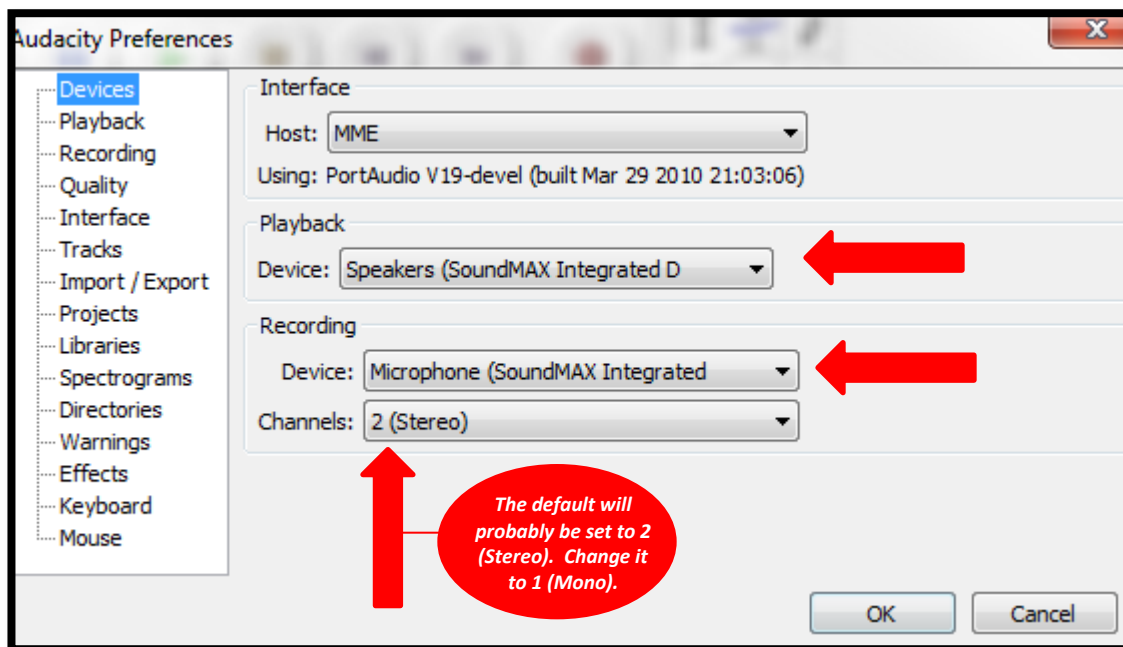 Audacity Preferences
X
Devices
Playback
Recording
Quality
Interface
Tracks
Import / Export
Projects
Libraries
Spectrograms
Directories
Warnings
Effects
Keyboard
Mouse
Interface
Host: MME
Using: PortAudio V19-devel (built Mar 29 2010 21:03:06)
Playback
Device: Speakers (SoundMAX Integrated D
Recording
Device: Microphone (SoundMAX Integrated
Channels: 2 (Stereo)
The default will
probably be set to 2
(Stereo).  Change it
to 1 (Mono).
OK
Cancel